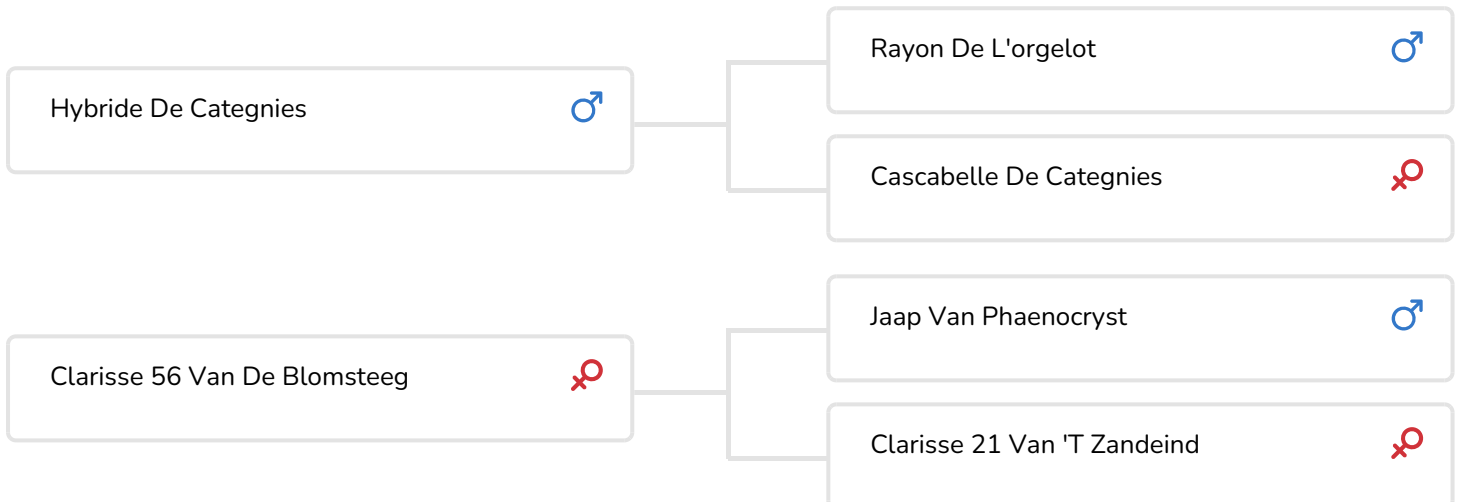 Rayon De L'orgelot
Hybride De Categnies
Cascabelle De Categnies
Jaap Van Phaenocryst
Clarisse 56 Van De Blomsteeg
Clarisse 21 Van 'T Zandeind